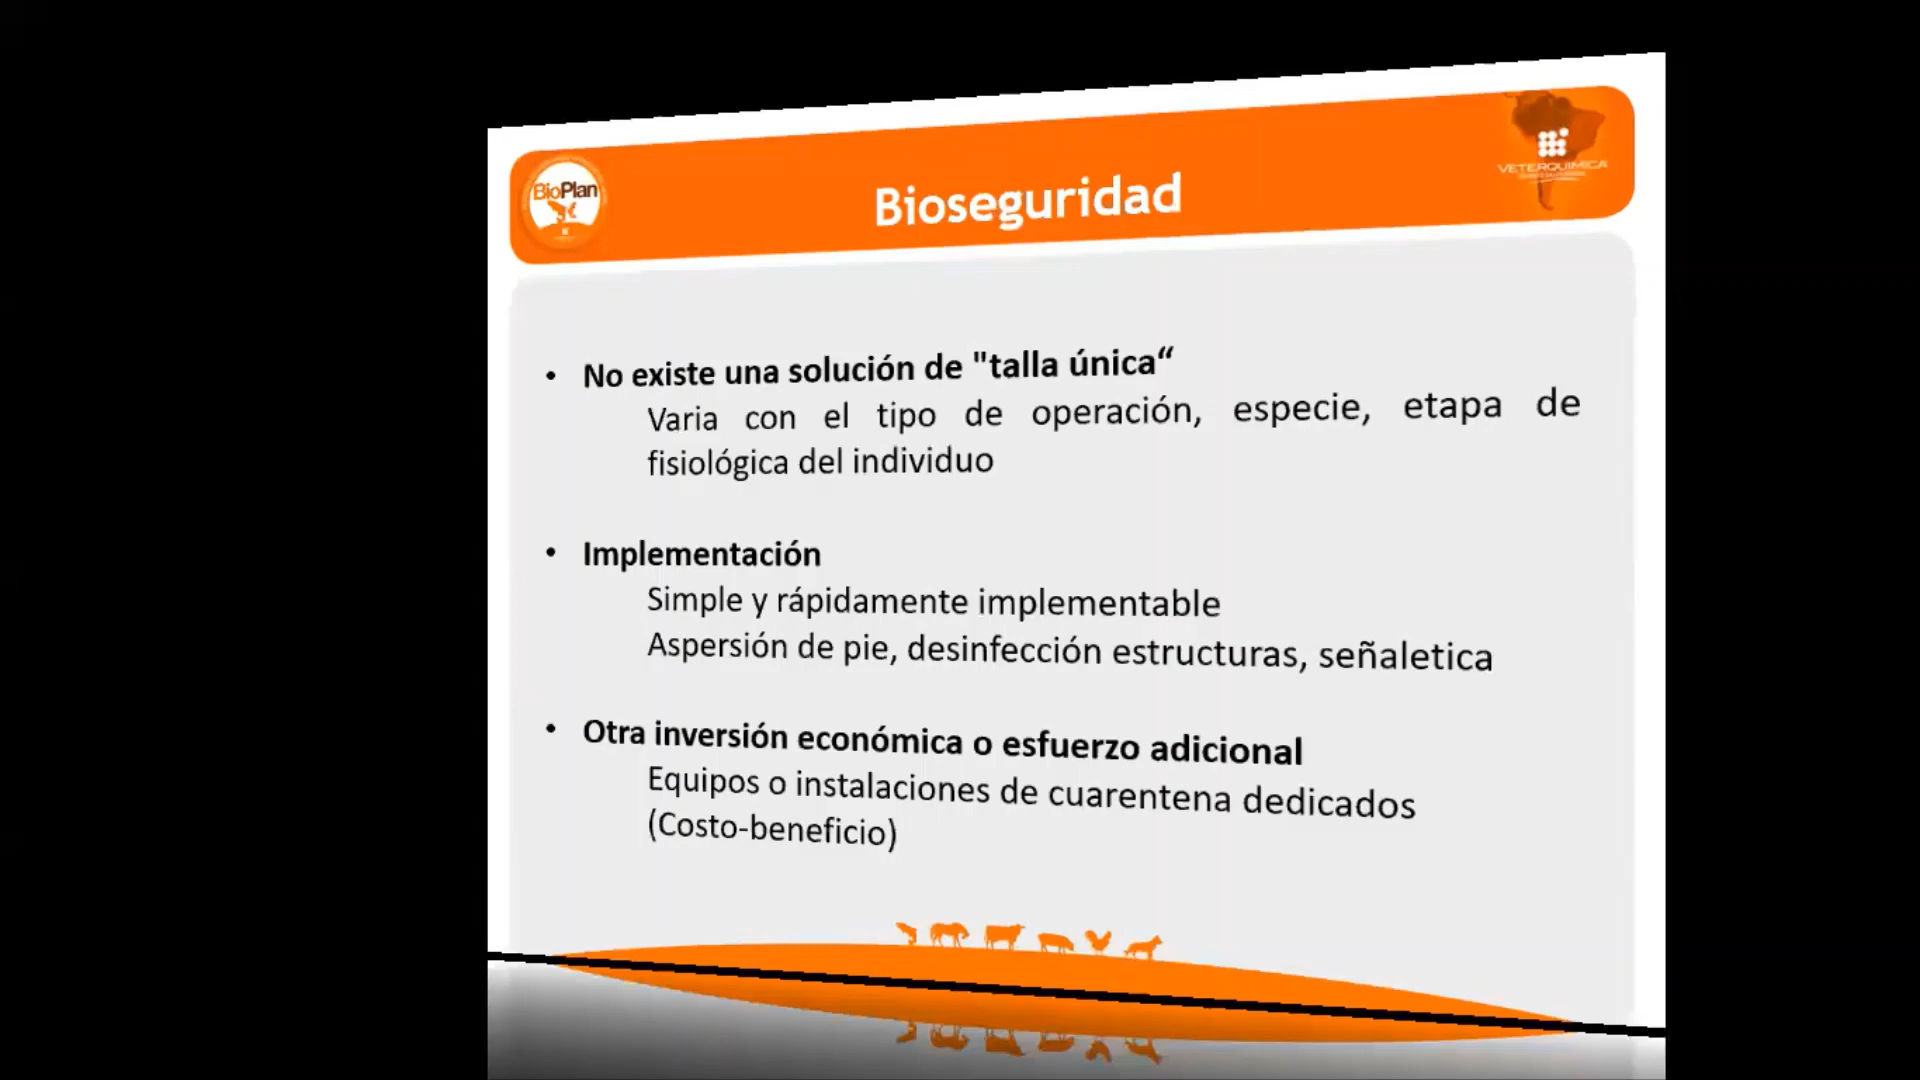 BioPlan
Bioseguridad
VETERQUIMICA
• No existe una solución de "talla única“
Varia con el tipo de operación, especie, etapa de
fisiológica del individuo
• Implementación
Simple y rápidamente implementable
Aspersión de pie, desinfección estructuras, señaletica
• Otra inversión económica o esfuerzo adicional
Equipos o instalaciones de cuarentena dedicados
(Costo-beneficio)